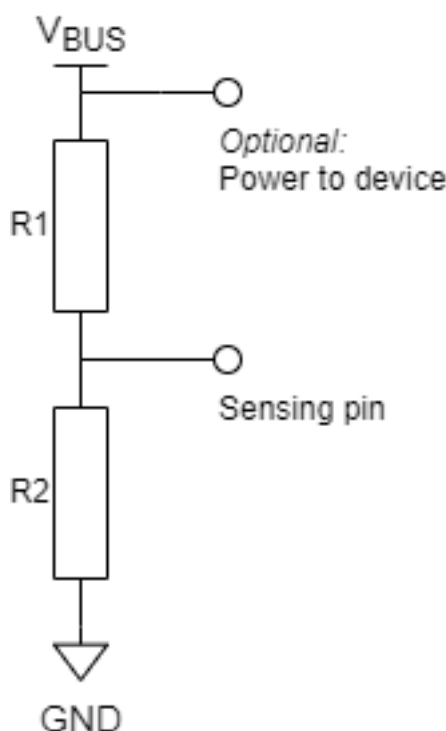 VBUS
Optional:
Power to device
R1
Sensing pin
R2
GND